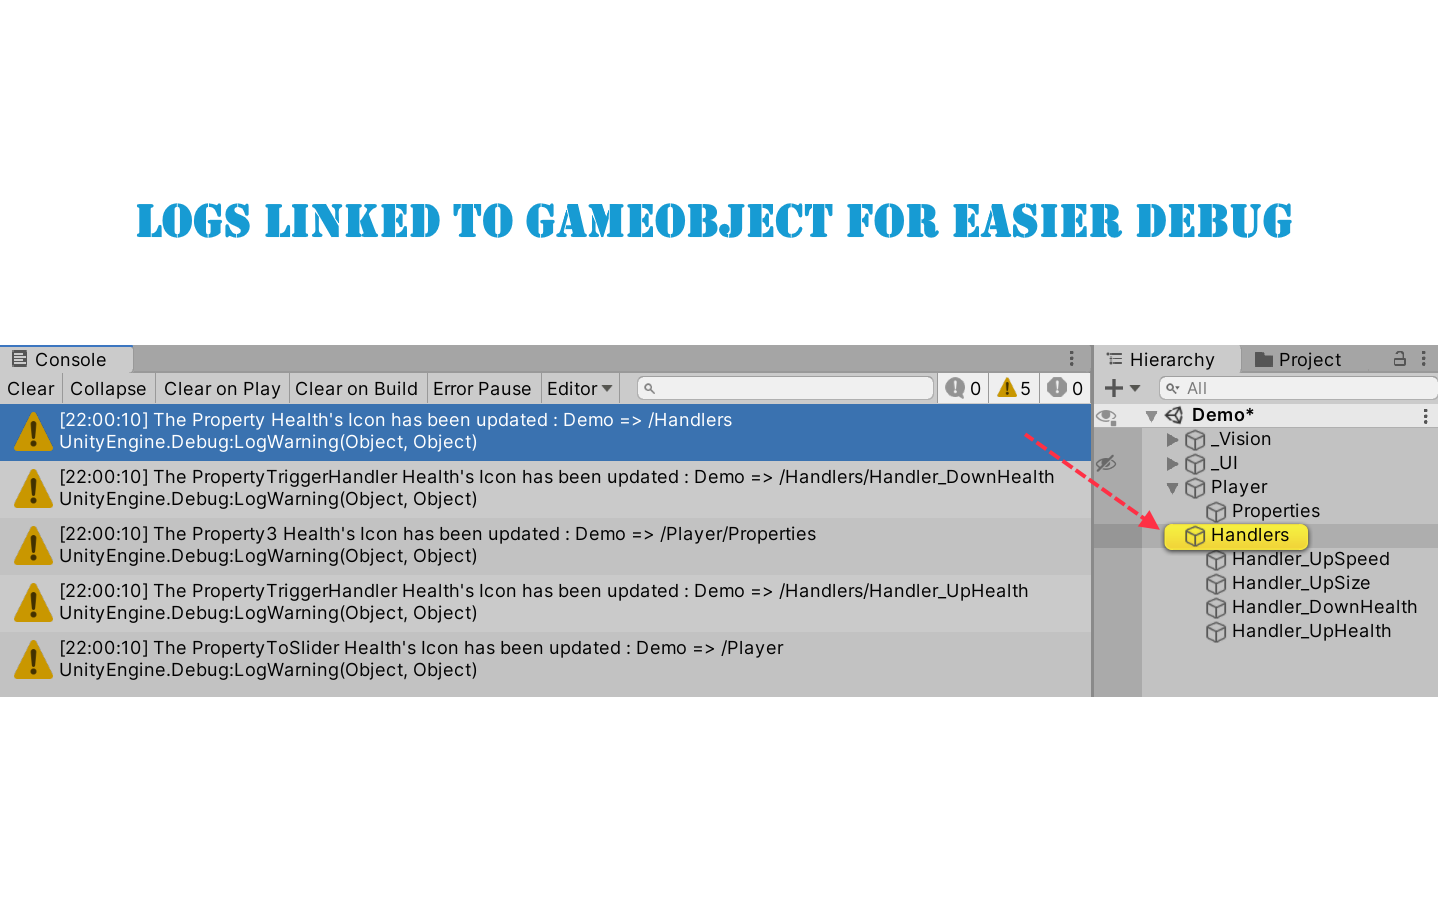 LOGS LINKED TO GAMEOBJECT FOR EASIER DEBUG
Console
Clear Collapse Clear on Play Clear on Build Error Pause Editor 0 5 0
[22:00:10] The Property Health's Icon has been updated : Demo => /Handlers
UnityEngine.Debug:LogWarning(Object, Object)
[22:00:10] The PropertyTriggerHandler Health's Icon has been updated : Demo => /Handlers/Handler_DownHealth
UnityEngine.Debug:LogWarning(Object, Object)
[22:00:10] The Property3 Health's Icon has been updated : Demo => /Player/Properties
UnityEngine.Debug:LogWarning(Object, Object)
[22:00:10] The PropertyTriggerHandler Health's Icon has been updated : Demo => /Handlers/Handler_UpHealth
UnityEngine.Debug:LogWarning(Object, Object)
[22:00:10] The PropertyToSlider Health's Icon has been updated : Demo => /Player
UnityEngine.Debug:LogWarning(Object, Object)
Hierarchy Project
All
Demo*
_Vision
_UI
Player
Properties
Handlers
Handler_UpSpeed
Handler_UpSize
Handler_DownHealth
Handler_UpHealth